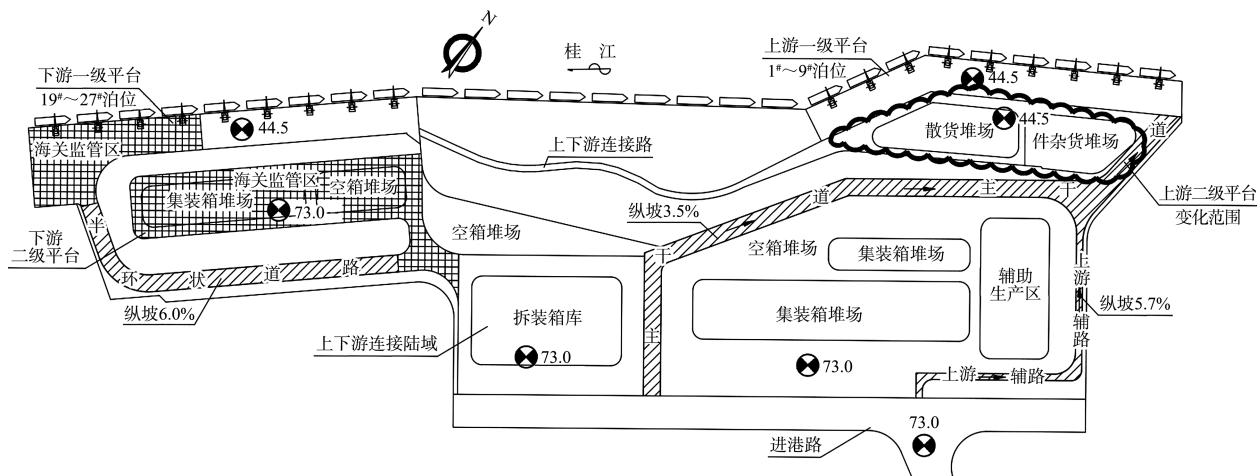 N
桂 江
下游一级平台
19#～27#泊位
上游一级平台
1#～9#泊位
44.5
44.5
44.5
海关监管区
散货堆场
件杂货堆场
道
上下游连接路
海关监管区
空箱堆场
集装箱堆场
73.0
主
干
上游二级平台
变化范围
道
纵坡3.5%
半
下游
二级平台
空箱堆场
干
空箱堆场
集装箱堆场
辅助
生产区
上游辅路
环状道路
纵坡6.0%
纵坡5.7%
拆装箱库
集装箱堆场
主
上下游连接陆域
73.0
73.0
上游 辅路
73.0
进港路